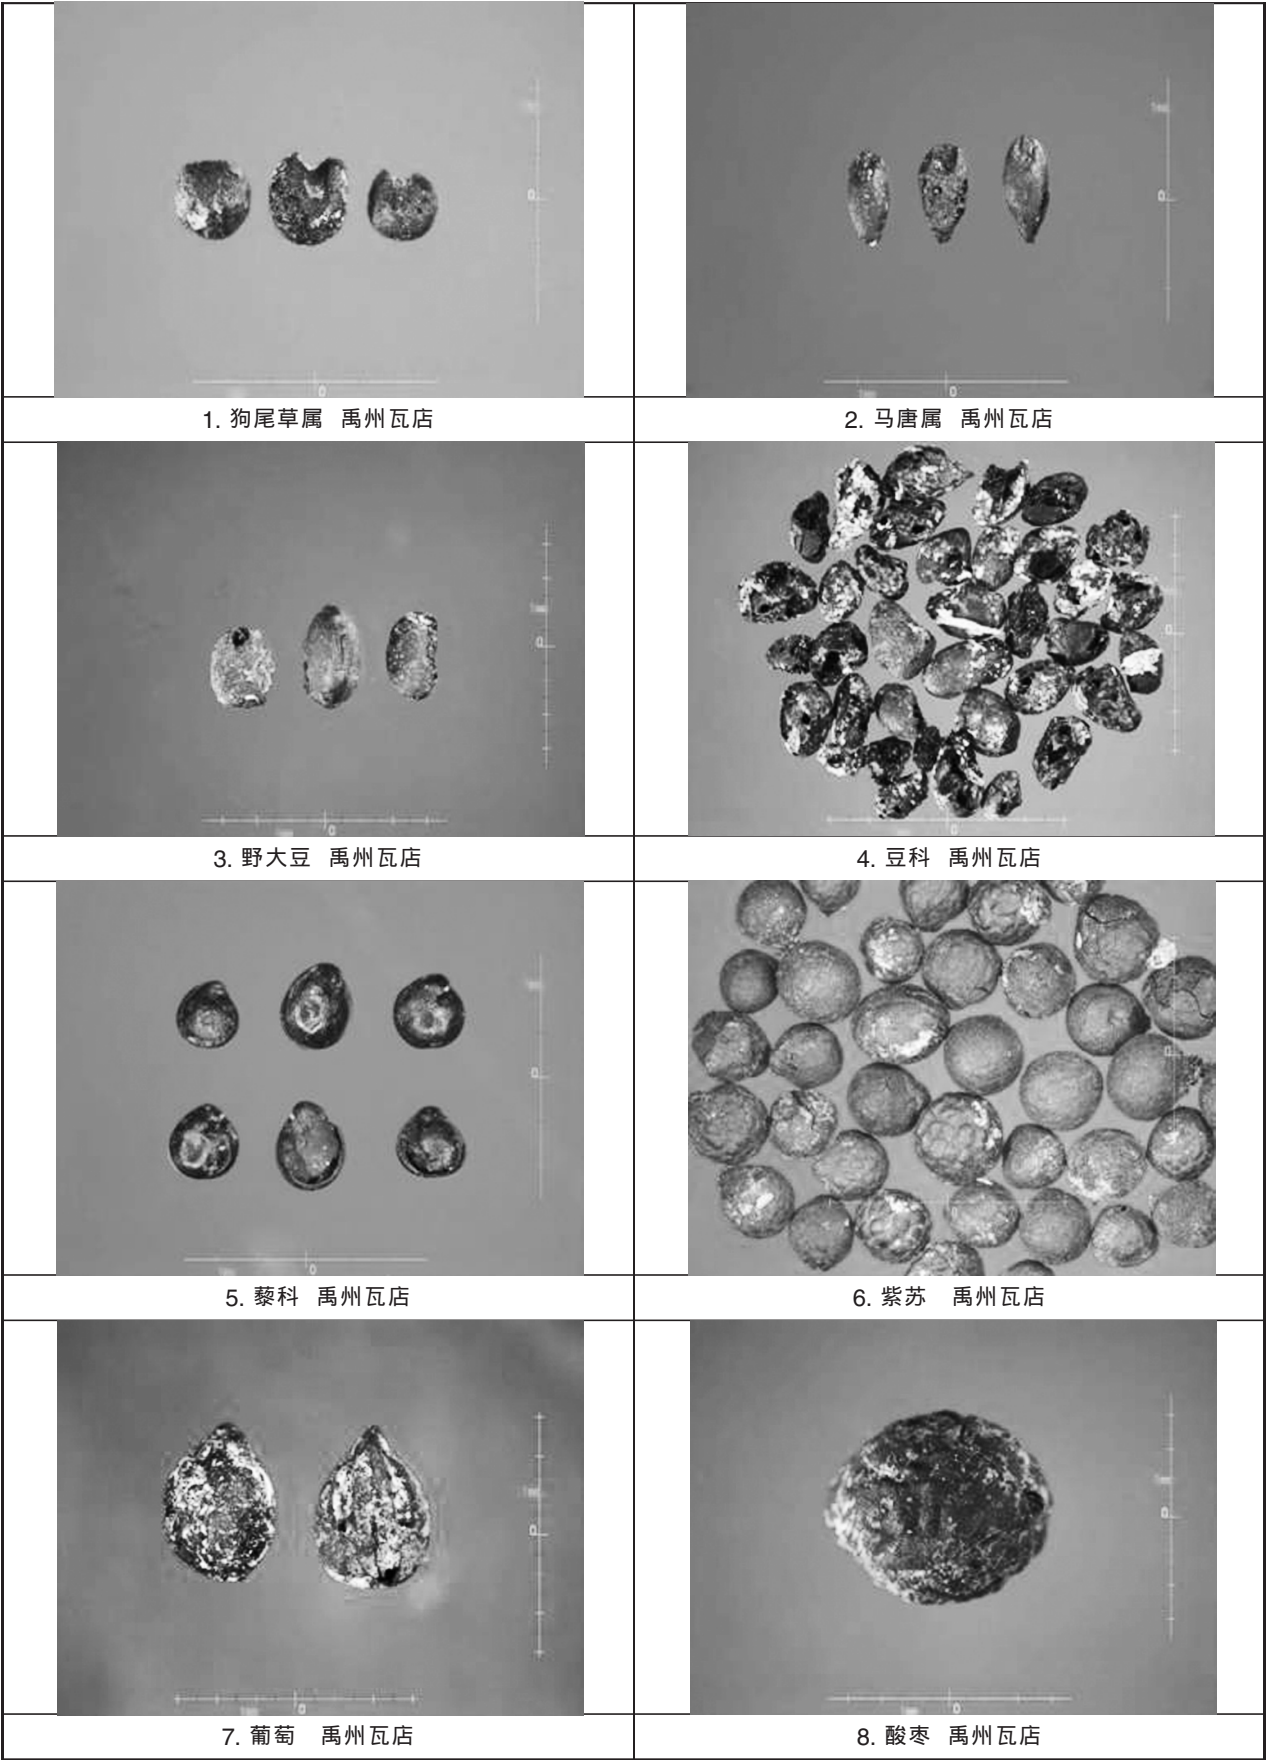 1. 狗尾草属 禹州瓦店
2. 马唐属 禹州瓦店
3. 野大豆 禹州瓦店
4. 豆科 禹州瓦店
5. 藜科 禹州瓦店
6. 紫苏 禹州瓦店
7. 葡萄 禹州瓦店
8. 酸枣 禹州瓦店